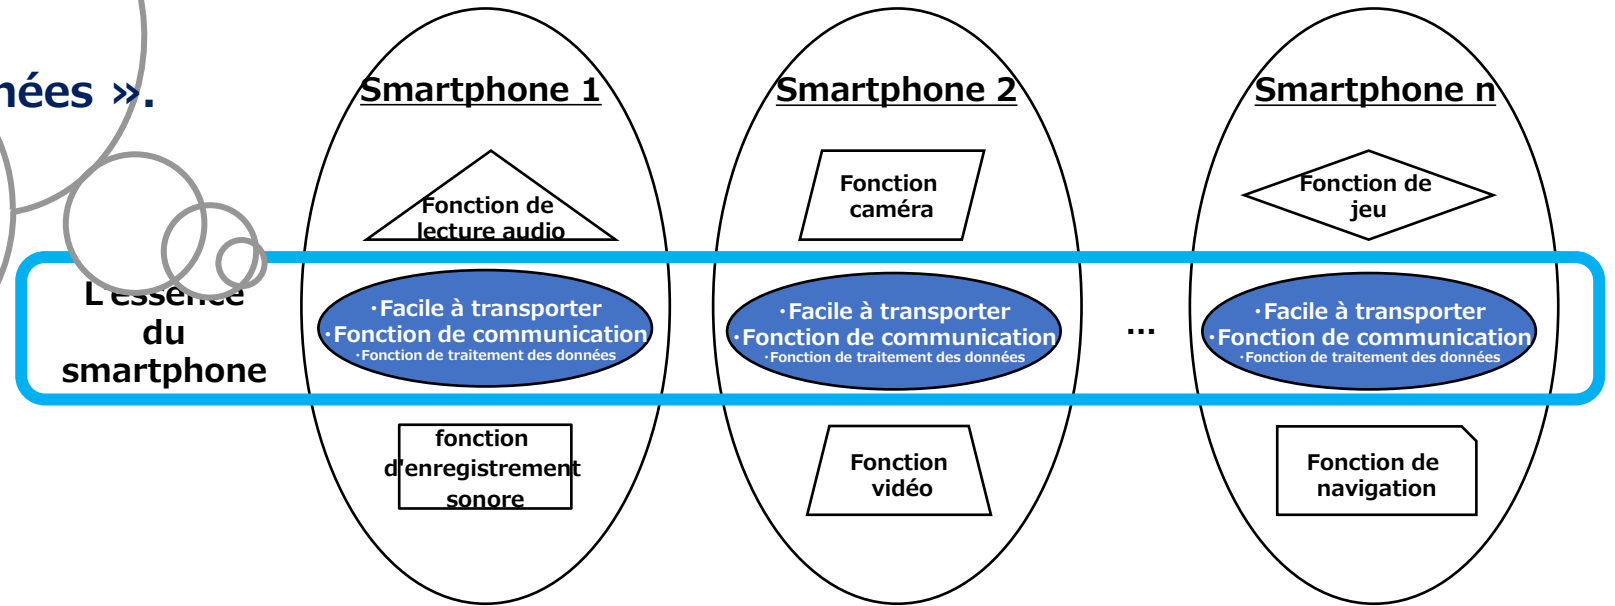 nées ».
Smartphone 1
Smartphone 2
Smartphone n
Fonction de
lecture audio
Fonction
caméra
Fonction de
jeu
L'essence
du
smartphone
・Facile à transporter
・Fonction de communication
・Fonction de traitement des données
・Facile à transporter
・Fonction de communication
・Fonction de traitement des données
...
・Facile à transporter
・Fonction de communication
・Fonction de traitement des données
fonction
d'enregistrement
sonore
Fonction
vidéo
Fonction de
navigation